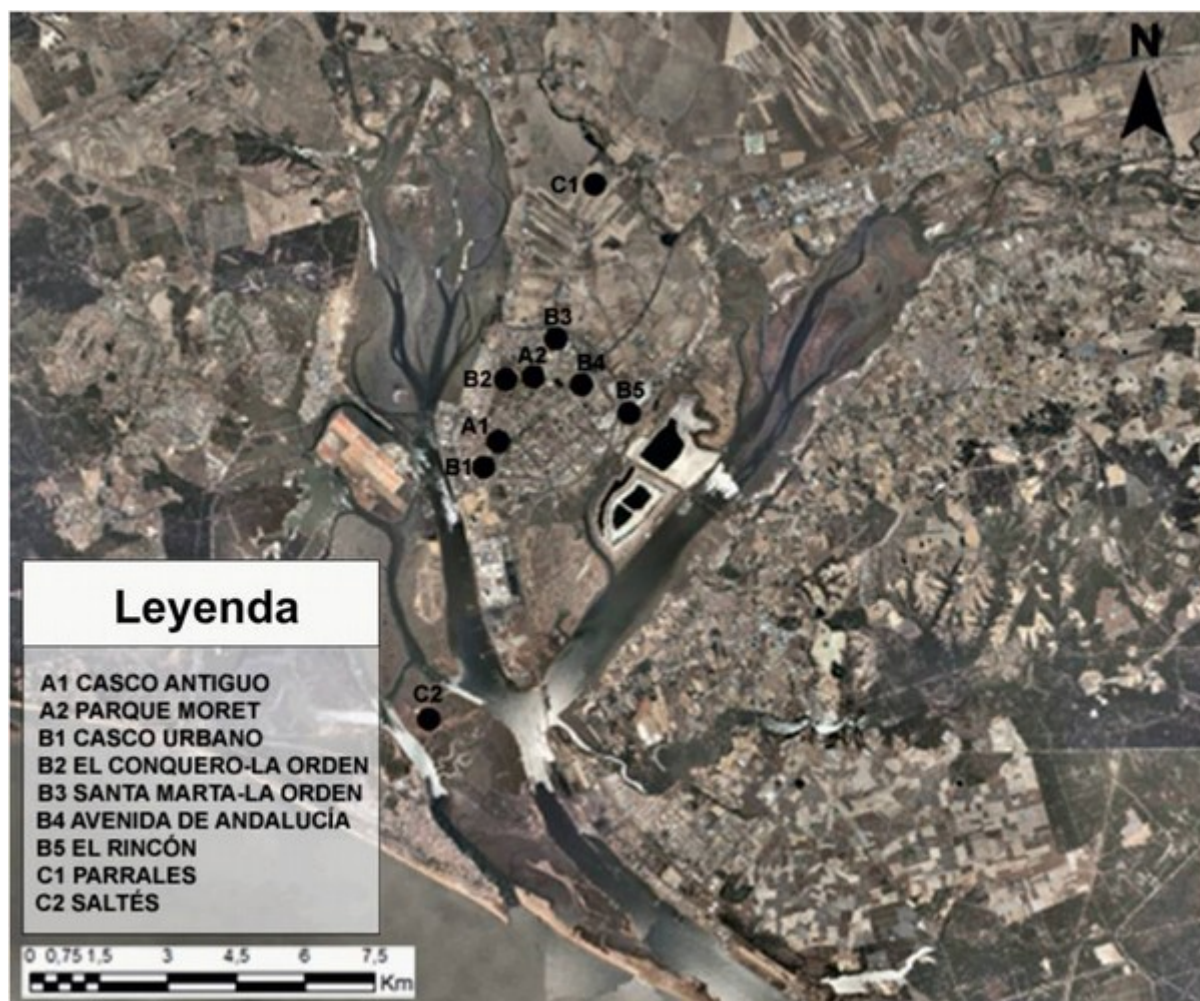 N
C1
B3
A2
B4
B2
B5
A1
B1
C2
Leyenda
A1 CASCO ANTIGUO
A2 PARQUE MORET
B1 CASCO URBANO
B2 EL CONQUERO-LA ORDEN
B3 SANTA MARTA-LA ORDEN
B4 AVENIDA DE ANDALUCÍA
B5 EL RINCÓN
C1 PARRALES
C2 SALTÉS
0 0,75 1,5 3 4,5 6 7,5
Km